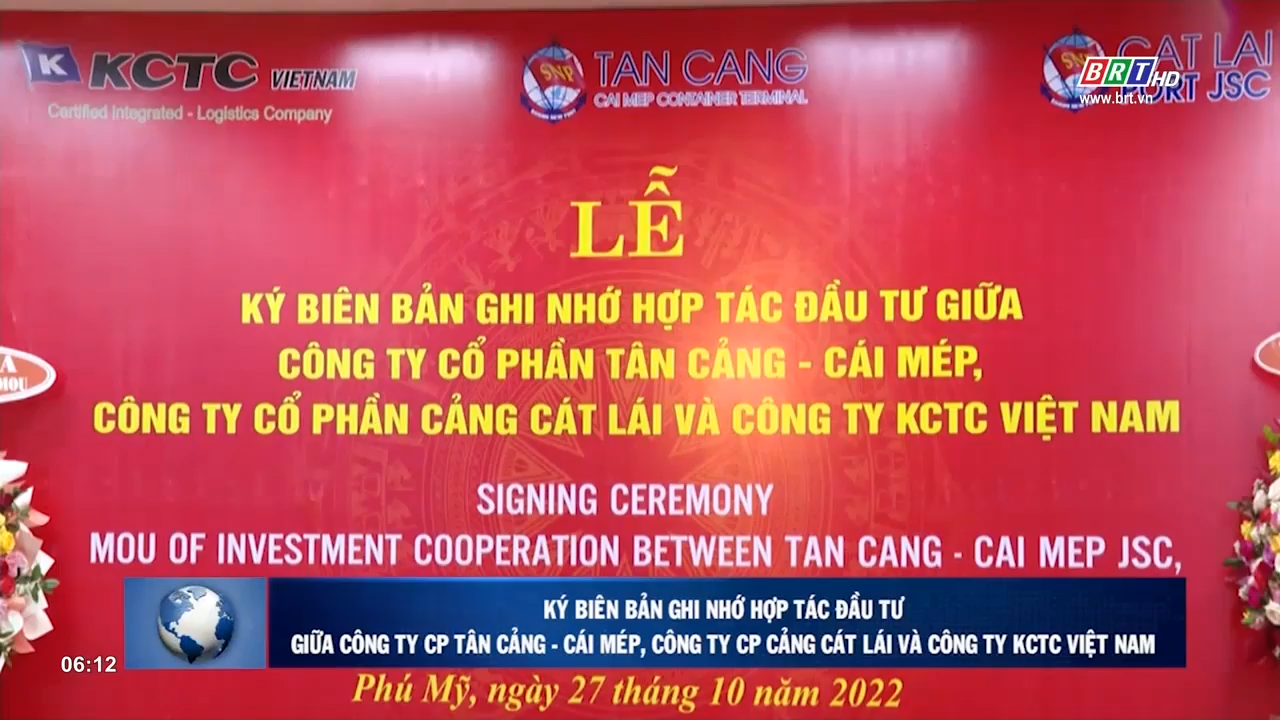 KCTC VIETNAM
Certified Integrated - Logistics Company
SNP
TAN CANG
CAI MEP CONTAINER TERMINAL
CAT LAI
PORT JSC
BRT HD
www.brt.vn
LỄ
KÝ BIÊN BẢN GHI NHỚ HỢP TÁC ĐẦU TƯ GIỮA
CÔNG TY CỔ PHẦN TÂN CẢNG - CÁI MÉP,
CÔNG TY CỔ PHẦN CẢNG CÁT LÁI VÀ CÔNG TY KCTC VIỆT NAM
SIGNING CEREMONY
MOU OF INVESTMENT COOPERATION BETWEEN TAN CANG - CAI MEP JSC,
KÝ BIÊN BẢN GHI NHỚ HỢP TÁC ĐẦU TƯ
GIỮA CÔNG TY CP TÂN CẢNG - CÁI MÉP, CÔNG TY CP CẢNG CÁT LÁI VÀ CÔNG TY KCTC VIỆT NAM
06:12
Phú Mỹ, ngày 27 tháng 10 năm 2022